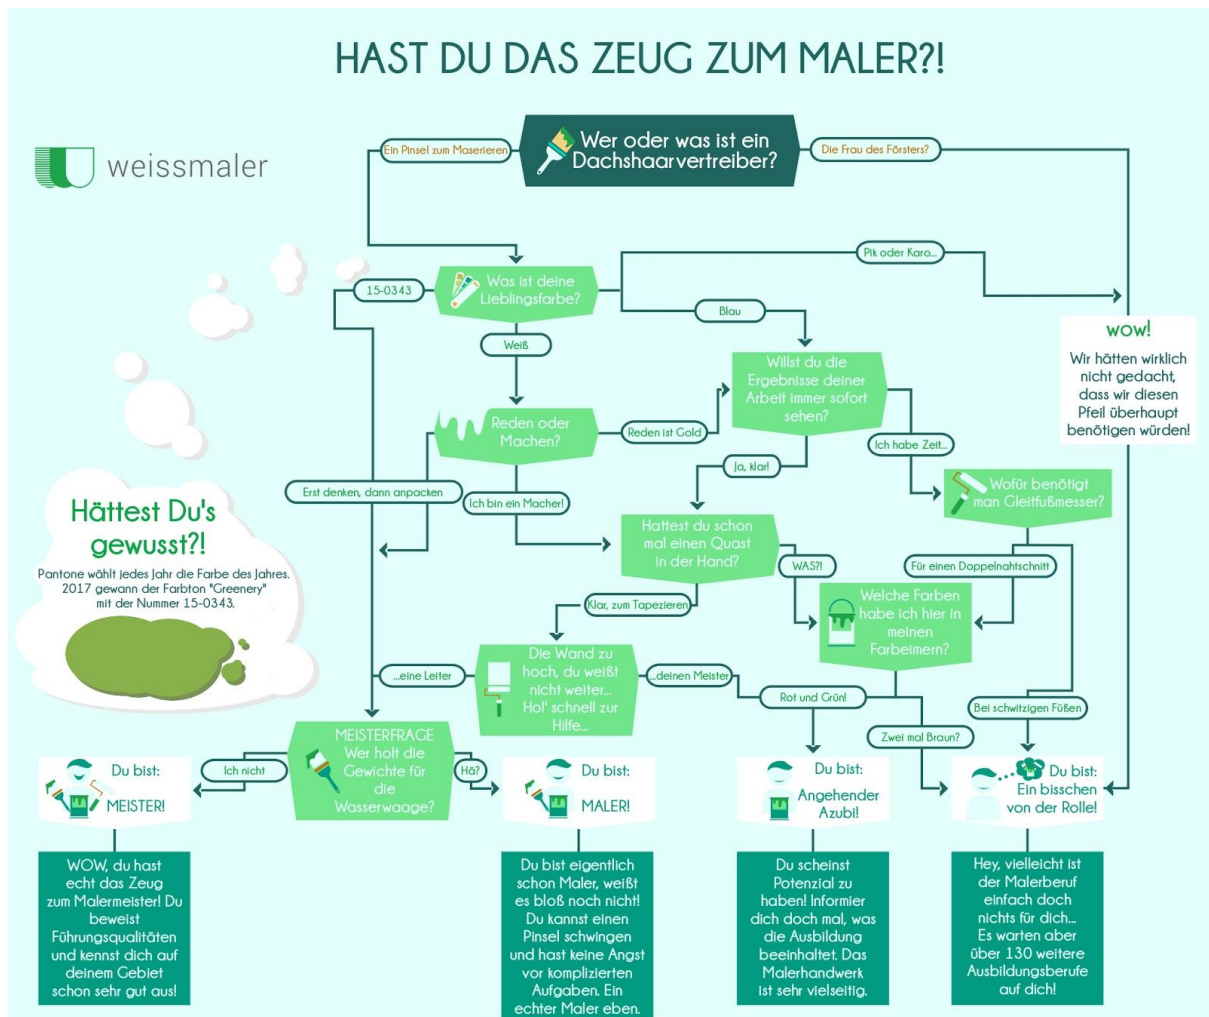 HAST DU DAS ZEUG ZUM MALER?!
weissmaler
Ein Pinsel zum Maserieren
Wer oder was ist ein
Dachshaarvertreiber?
Die Frau des Försters?
Pik oder Karo...
15-0343
Was ist deine
Lieblingsfarbe?
Blau
Weiß
wow!
Wir hätten wirklich
nicht gedacht,
dass wir diesen
Pfeil überhaupt
benötigen würden!
Willst du die
Ergebnisse deiner
Arbeit immer sofort
sehen?
Reden oder
Machen?
Reden ist Gold
Ich habe Zeit...
Ja, klar!
Erst denken, dann anpacken
Ich bin ein Macher!
Wofür benötigt
man Gleitfußmesser?
Hättest Du's
gewusst?!
Pantone wählt jedes Jahr die Farbe des Jahres.
2017 gewann der Farbton "Greenery"
mit der Nummer 15-0343.
Hattest du schon
mal einen Quast
in der Hand?
WAS?!
Für einen Doppelnahtschnitt
Klar, zum Tapezieren
Welche Farben
habe ich hier in
meinen
Farbeimern?
Die Wand zu
hoch, du weißt
nicht weiter...
Hol' schnell zur
Hilfe...
...eine Leiter
...deinen Meister
Rot und Grün!
Bei schwitzigen Füßen
Zwei mal Braun?
MEISTERFRAGE
Wer holt die
Gewichte für
die
Wasserwaage?
Ich nicht
Hä?
Du bist:
MEISTER!
Du bist:
MALER!
Du bist:
Angehender
Azubi!
Du bist:
Ein bisschen
von der Rolle!
WOW, du hast
echt das Zeug
zum Malermeister! Du
beweist
Führungsqualitäten
und kennst dich auf
deinem Gebiet
schon sehr gut aus!
Du bist eigentlich
schon Maler, weißt
es bloß noch nicht!
Du kannst einen
Pinsel schwingen
und hast keine Angst
vor komplizierten
Aufgaben. Ein
echter Maler eben.
Du scheinst
Potenzial zu
haben! Informier
dich doch mal, was
die Ausbildung
beeinhaltet. Das
Malerhandwerk
ist sehr vielseitig.
Hey, vielleicht ist
der Malerberuf
einfach doch
nichts für dich...
Es warten aber
über 130 weitere
Ausbildungsberufe
auf dich!